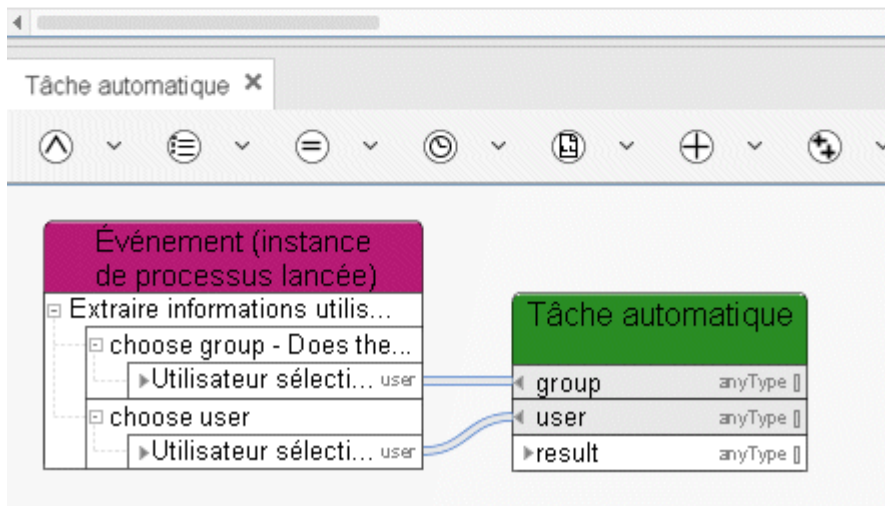 Tâche automatique
Événement (instance
de processus lancée)
Extraire informations utilis...
choose group - Does the...
Utilisateur sélecti... user
choose user
Utilisateur sélecti... user
Tâche automatique
group anyType []
user anyType []
result anyType []